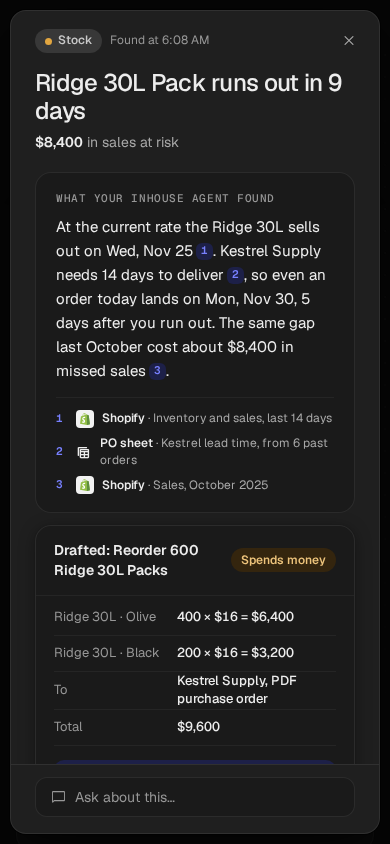 Stock Found at 6:08 AM
Ridge 30L Pack runs out in 9
days
$8,400 in sales at risk
WHAT YOUR INHOUSE AGENT FOUND
At the current rate the Ridge 30L sells
out on Wed, Nov 25 1. Kestrel Supply
needs 14 days to deliver 2, so even an
order today lands on Mon, Nov 30, 5
days after you run out. The same gap
last October cost about $8,400 in
missed sales 3.
1 Shopify · Inventory and sales, last 14 days
2 PO sheet · Kestrel lead time, from 6 past
orders
3 Shopify · Sales, October 2025
Drafted: Reorder 600
Ridge 30L Packs
Spends money
Ridge 30L · Olive 400 × $16 = $6,400
Ridge 30L · Black 200 × $16 = $3,200
To Kestrel Supply, PDF
purchase order
Total $9,600
Ask about this...